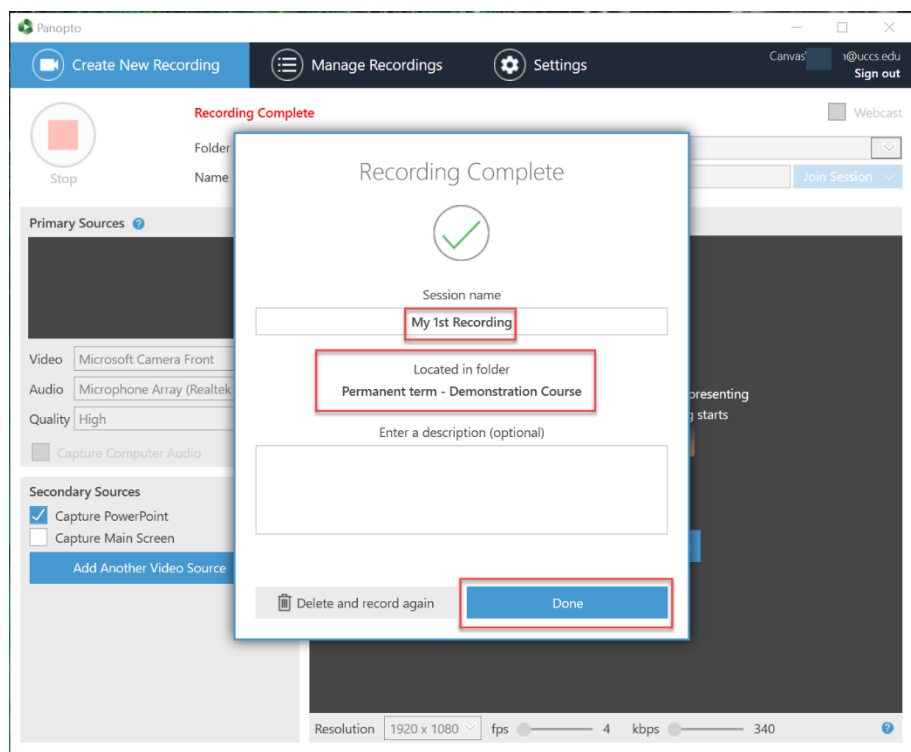 Panopto
Create New Recording
Manage Recordings
Settings
Canvas
@uccs.edu
Sign out
Recording Complete
Webcast
Folder
Stop
Name
Join Session
Recording Complete
Primary Sources
Session name
My 1st Recording
Located in folder
Permanent term - Demonstration Course
Video Microsoft Camera Front
Audio Microphone Array (Realtek
Quality High
Capture Computer Audio
presenting
starts
Enter a description (optional)
Secondary Sources
Capture PowerPoint
Capture Main Screen
Add Another Video Source
Delete and record again
Done
Resolution 1920 x 1080 fps 4 kbps 340